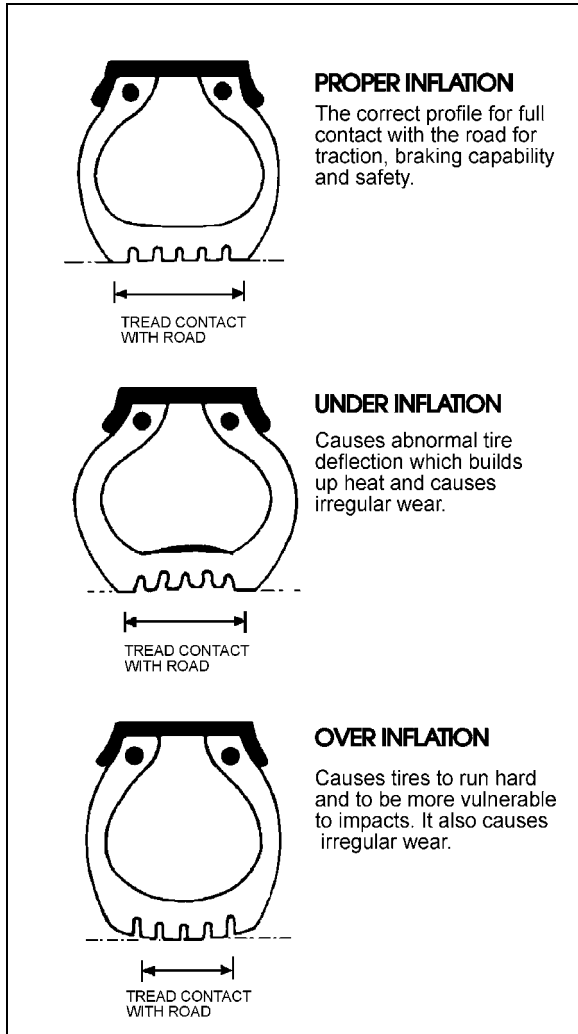 PROPER INFLATION
The correct profile for full
contact with the road for
traction, braking capability
and safety.
TREAD CONTACT
WITH ROAD
UNDER INFLATION
Causes abnormal tire
deflection which builds
up heat and causes
irregular wear.
TREAD CONTACT
WITH ROAD
OVER INFLATION
Causes tires to run hard
and to be more vulnerable
to impacts. It also causes
irregular wear.
TREAD CONTACT
WITH ROAD